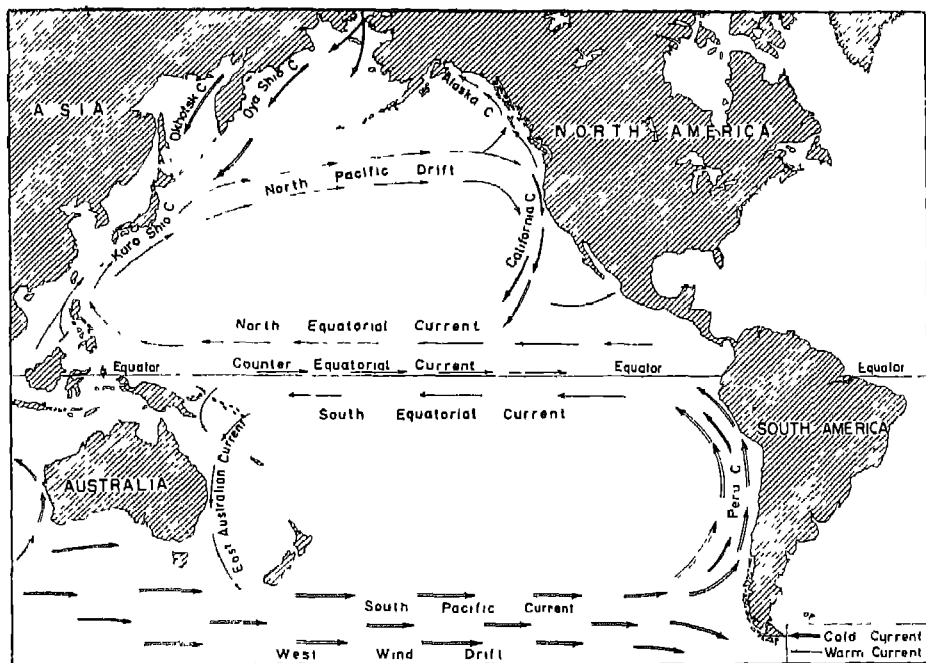 ASIA
Okhotsk C
Oya Shio C
Alaska C
NORTH AMERICA
North Pacific Drift
Kuro Shio C
California C
North Equatorial Current
Equator
Counter Equatorial Current
Equator
Equator
South Equatorial Current
SOUTH AMERICA
AUSTRALIA
East Australian Current
Peru C
South Pacific Current
West Wind Drift
Cold Current
Warm Current